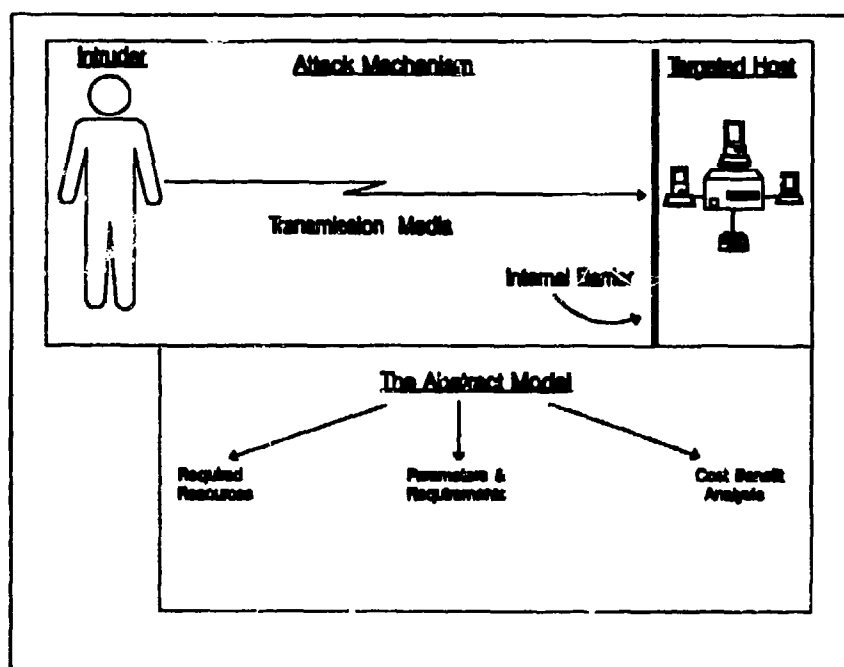 Intruder
Attack Mechanism
Targeted Host
Transmission Media
Internal Barrier
The Abstract Model
Required
Resources
Parameters &
Requirements
Cost Benefit
Analysis